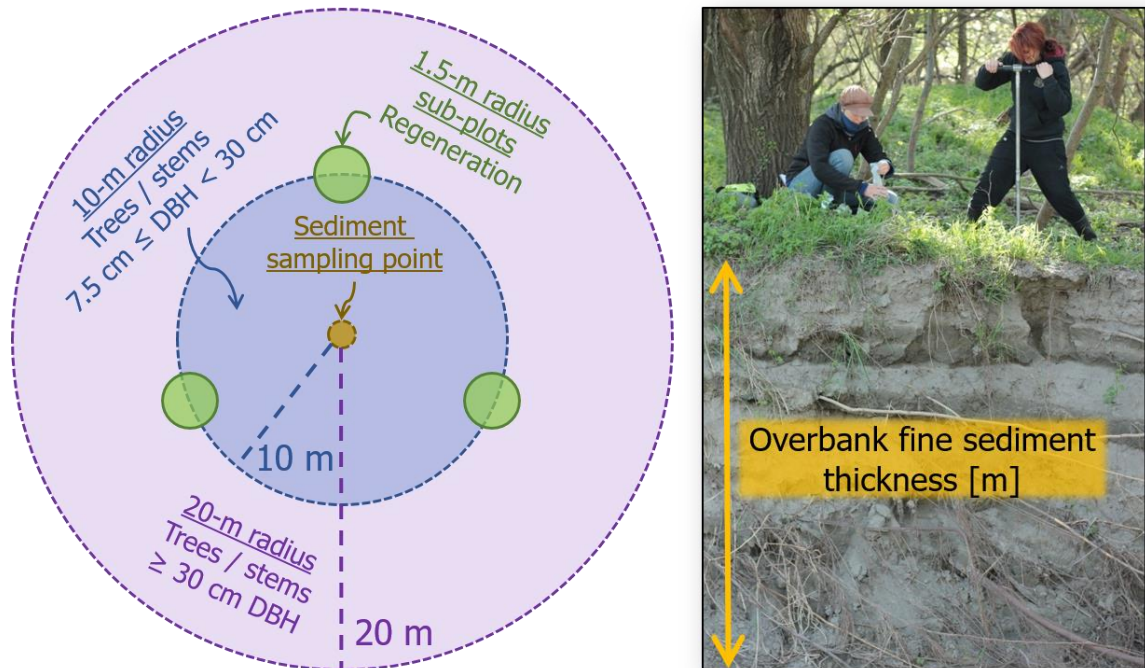 1.5-m radius
sub-plots
Regeneration
10-m radius
Trees / stems
7.5 cm ≤ DBH < 30 cm
Sediment
sampling point
10 m
20-m radius
Trees / stems
≥ 30 cm DBH
20 m
Overbank fine sediment
thickness [m]